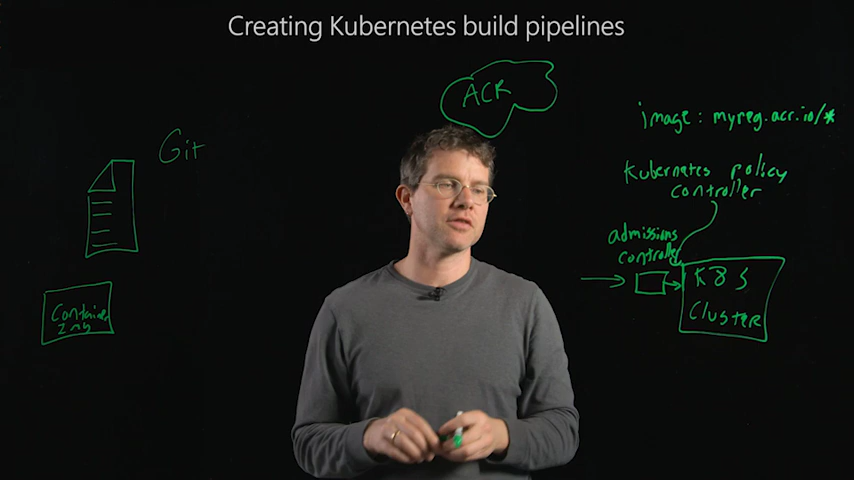 Creating Kubernetes build pipelines
ACR
image: myreg.acr.io/*
Git
Kubernetes policy
controller
admissions
controller
K8S
Cluster
Container
img